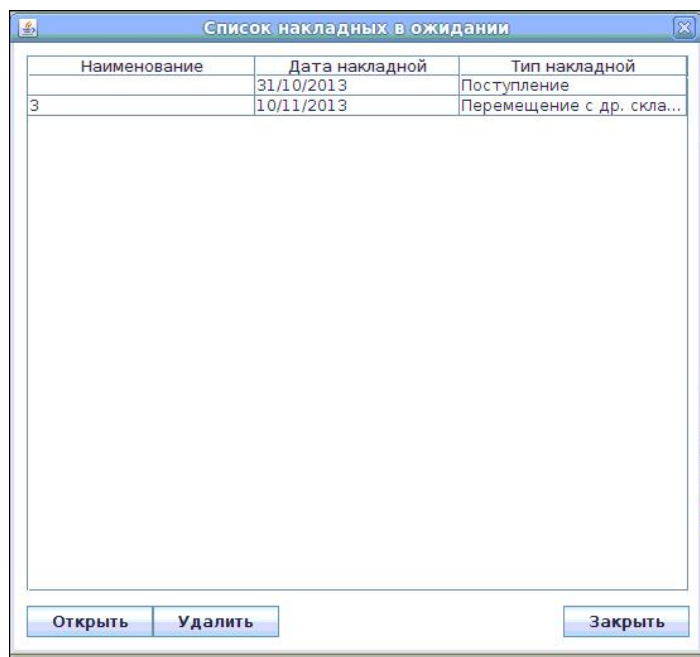 Список накладных в ожидании
Наименование Дата накладной Тип накладной
31/10/2013 Поступление
3 10/11/2013 Перемещение с др. скла...
Открыть Удалить Закрыть